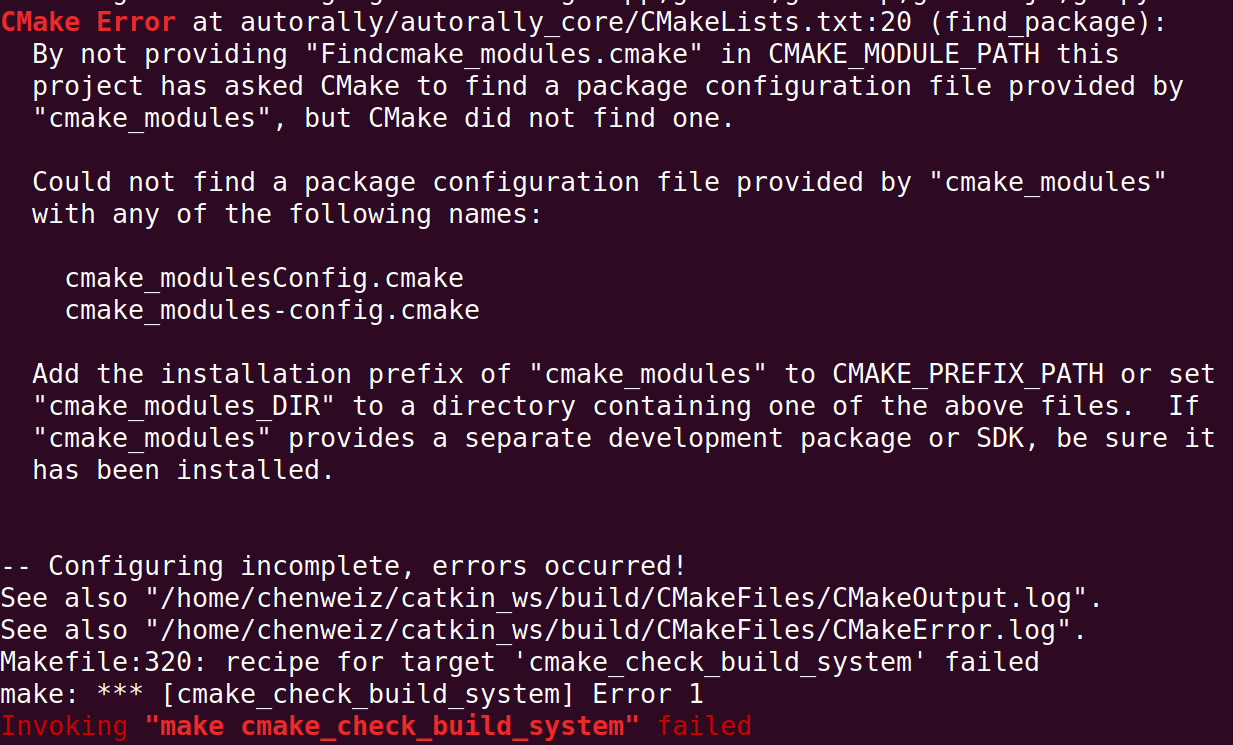 CMake Error at autorally/autorally_core/CMakeLists.txt:20 (find_package):
By not providing "Findcmake_modules.cmake" in CMAKE_MODULE_PATH this
project has asked CMake to find a package configuration file provided by
"cmake_modules", but CMake did not find one.
Could not find a package configuration file provided by "cmake_modules"
with any of the following names:
cmake_modulesConfig.cmake
cmake_modules-config.cmake
Add the installation prefix of "cmake_modules" to CMAKE_PREFIX_PATH or set
"cmake_modules_DIR" to a directory containing one of the above files.  If
"cmake_modules" provides a separate development package or SDK, be sure it
has been installed.
-- Configuring incomplete, errors occurred!
See also "/home/chenweiz/catkin_ws/build/CMakeFiles/CMakeOutput.log".
See also "/home/chenweiz/catkin_ws/build/CMakeFiles/CMakeError.log".
Makefile:320: recipe for target 'cmake_check_build_system' failed
make: *** [cmake_check_build_system] Error 1
Invoking "make cmake_check_build_system" failed